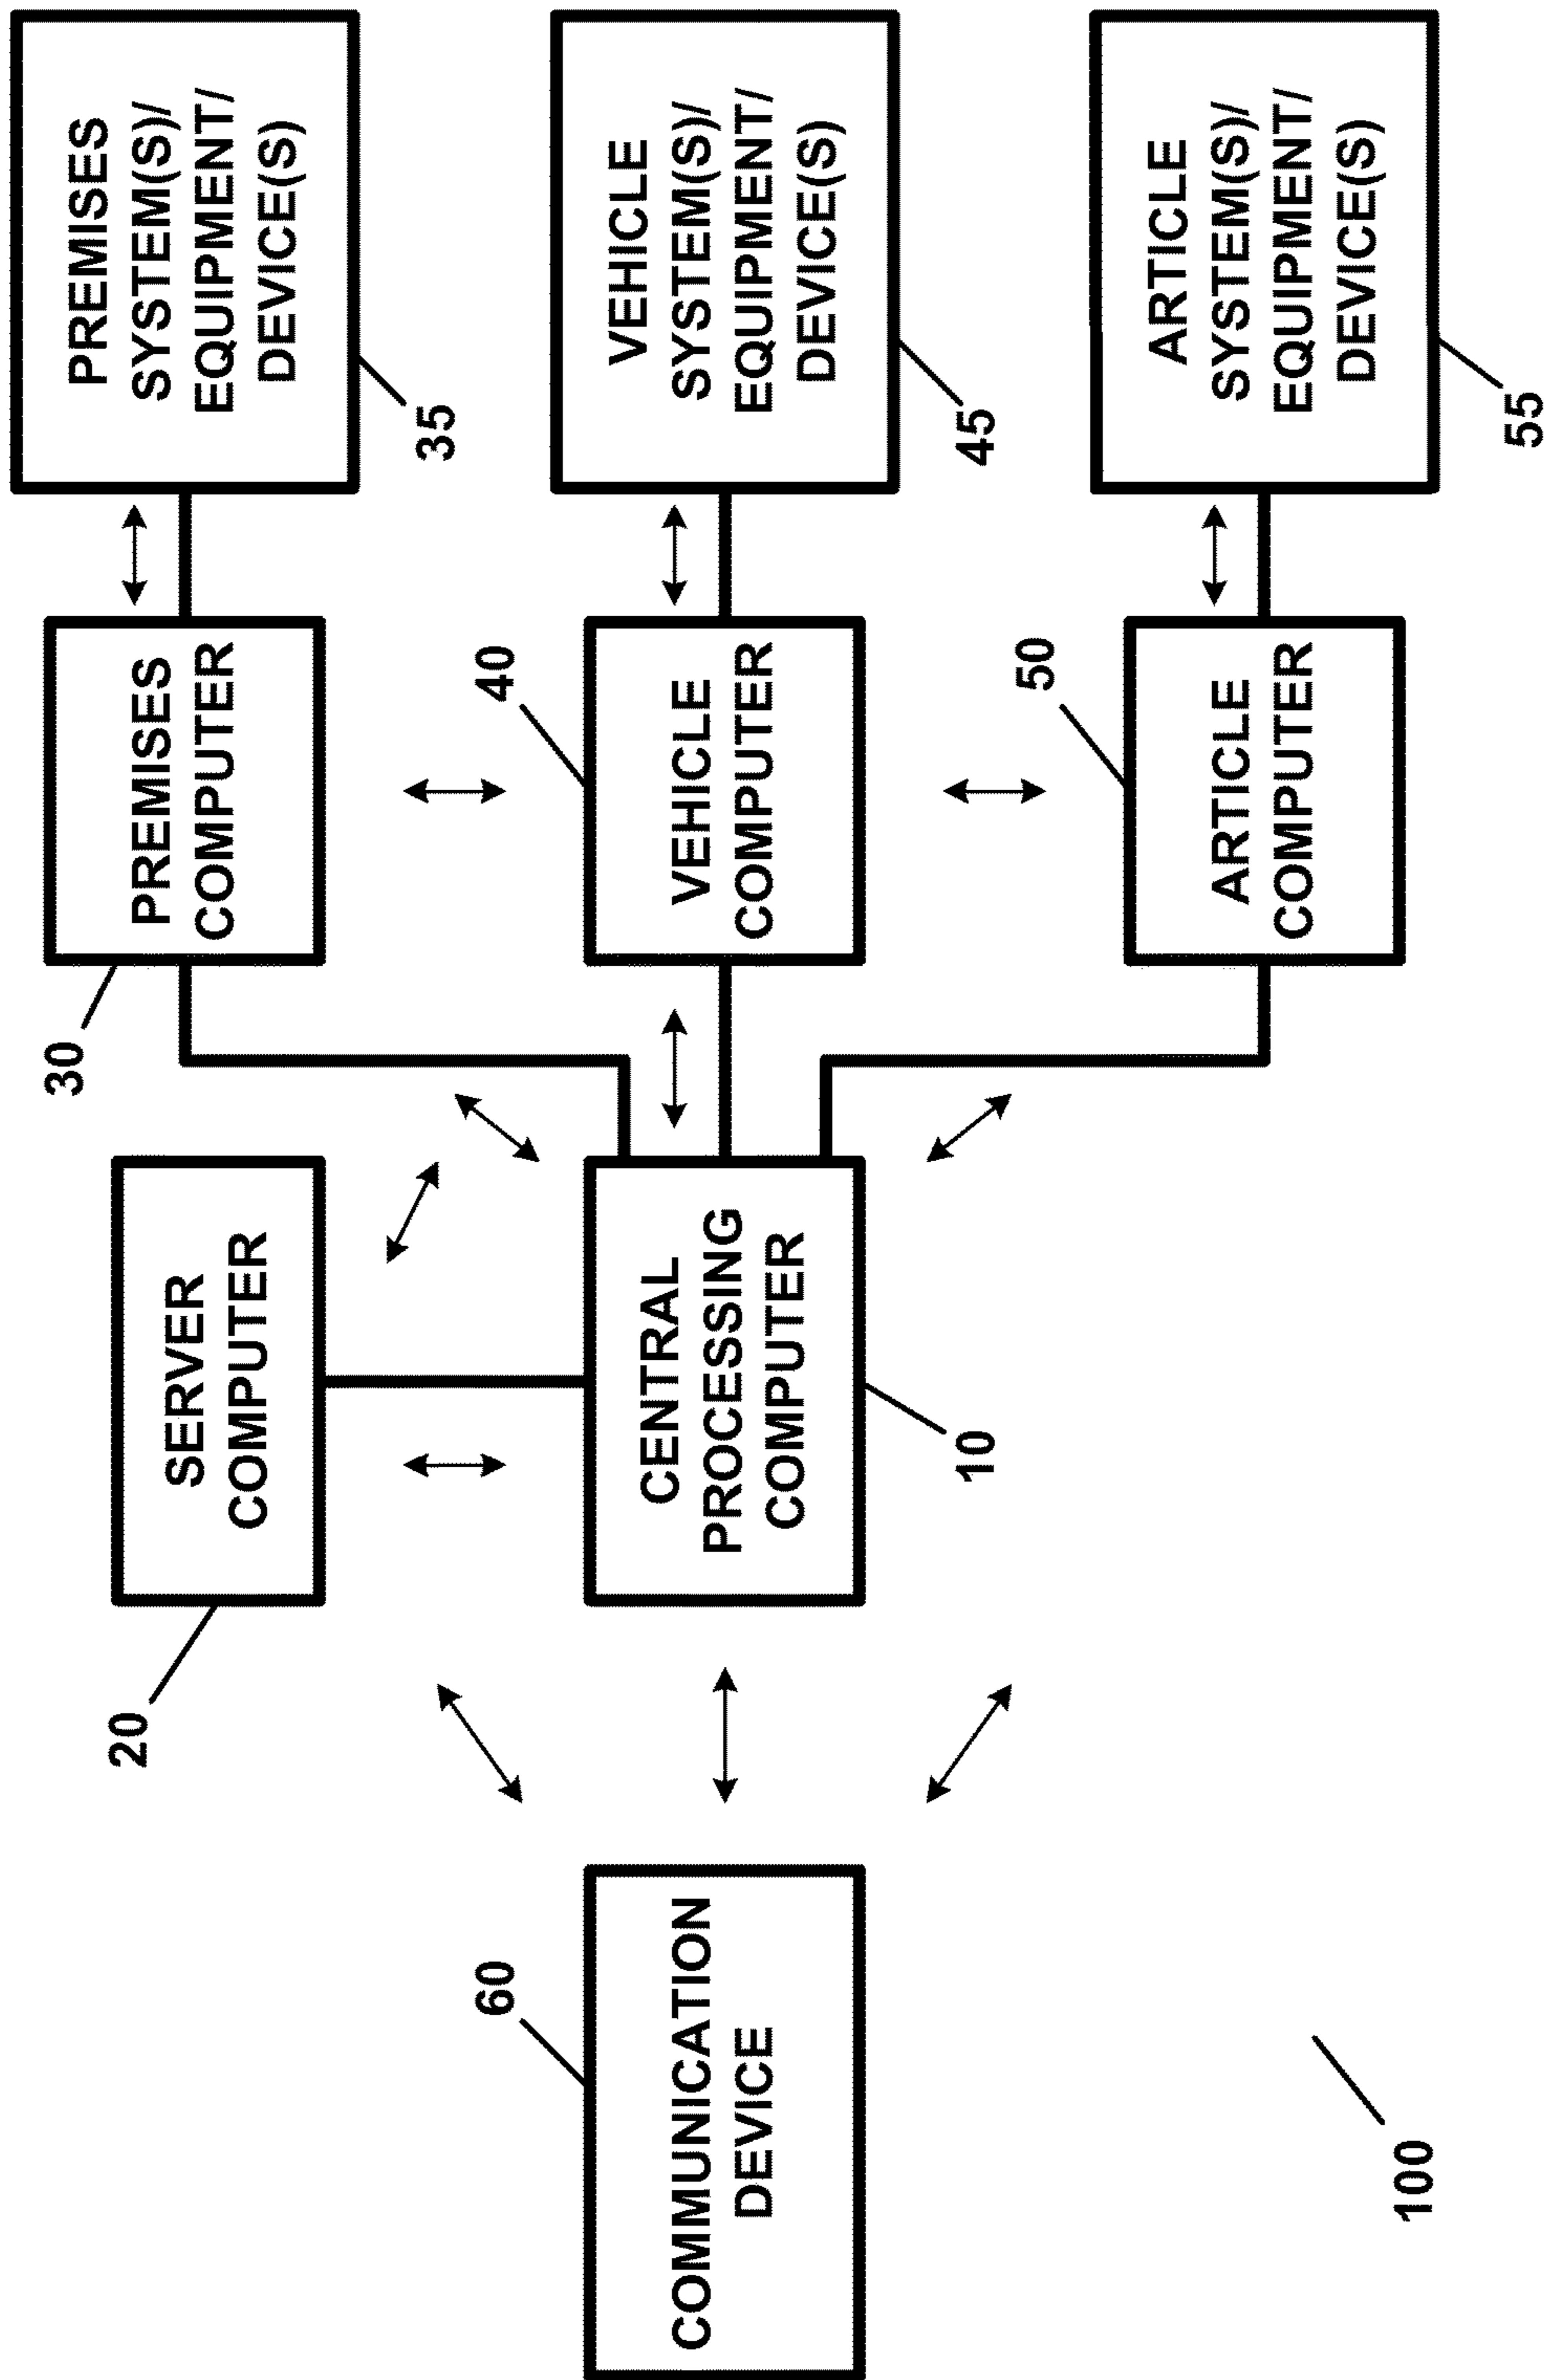 PREMISES
SYSTEM(S)/
EQUIPMENT/
DEVICE(S)
35
VEHICLE
SYSTEM(S)/
EQUIPMENT/
DEVICE(S)
45
ARTICLE
SYSTEM(S)/
EQUIPMENT/
DEVICE(S)
55
30
PREMISES
COMPUTER
40
VEHICLE
COMPUTER
50
ARTICLE
COMPUTER
20
SERVER
COMPUTER
CENTRAL
PROCESSING
COMPUTER
10
60
COMMUNICATION
DEVICE
100